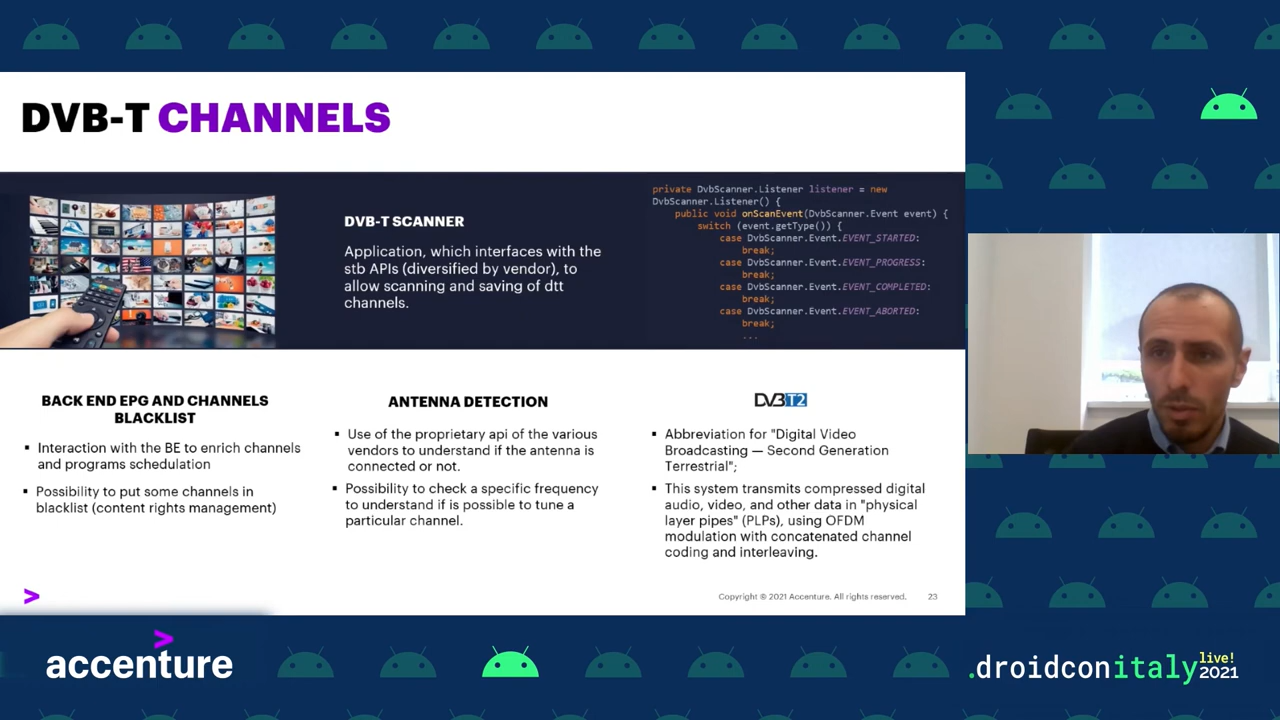 DVB-T CHANNELS
DVB-T SCANNER
Application, which interfaces with the
stb APIs (diversified by vendor), to
allow scanning and saving of dtt
channels.
private DvbScanner.Listener listener = new
DvbScanner.Listener() {
public void onScanEvent(DvbScanner.Event event) {
switch (event.getType()) {
case DvbScanner.Event.EVENT_STARTED:
break;
case DvbScanner.Event.EVENT_PROGRESS:
break;
case DvbScanner.Event.EVENT_COMPLETED:
break;
case DvbScanner.Event.EVENT_ABORTED:
break;
...
BACK END EPG AND CHANNELS
BLACKLIST
▪ Interaction with the BE to enrich channels
and programs schedulation
▪ Possibility to put some channels in
blacklist (content rights management)
ANTENNA DETECTION
▪ Use of the proprietary api of the various
vendors to understand if the antenna is
connected or not.
▪ Possibility to check a specific frequency
to understand if is possible to tune a
particular channel.
DVB T2
▪ Abbreviation for "Digital Video
Broadcasting — Second Generation
Terrestrial";
▪ This system transmits compressed digital
audio, video, and other data in "physical
layer pipes" (PLPs), using OFDM
modulation with concatenated channel
coding and interleaving.
>
Copyright © 2021 Accenture. All rights reserved. 23
accenture
.droidconitaly live! 2021